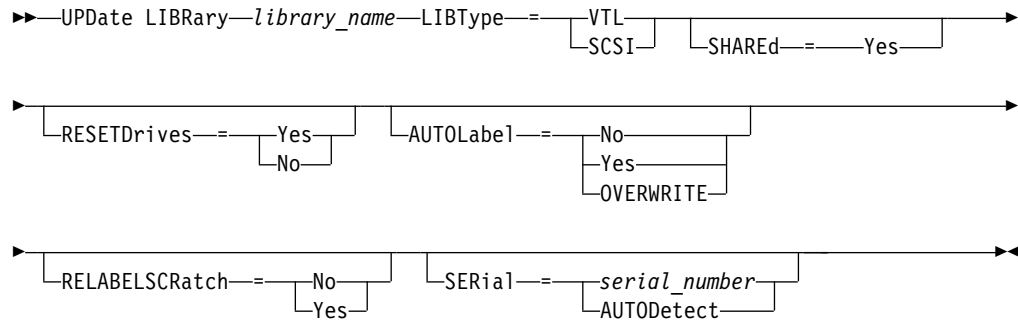 UPDate LIBRary library_name LIBType = VTL SHAREd = Yes
SCSI
RESETDrives = Yes AUTOLabel = No
No Yes
OVERWRITE
RELABELSCRatch = No SERial = serial_number
Yes AUTODetect